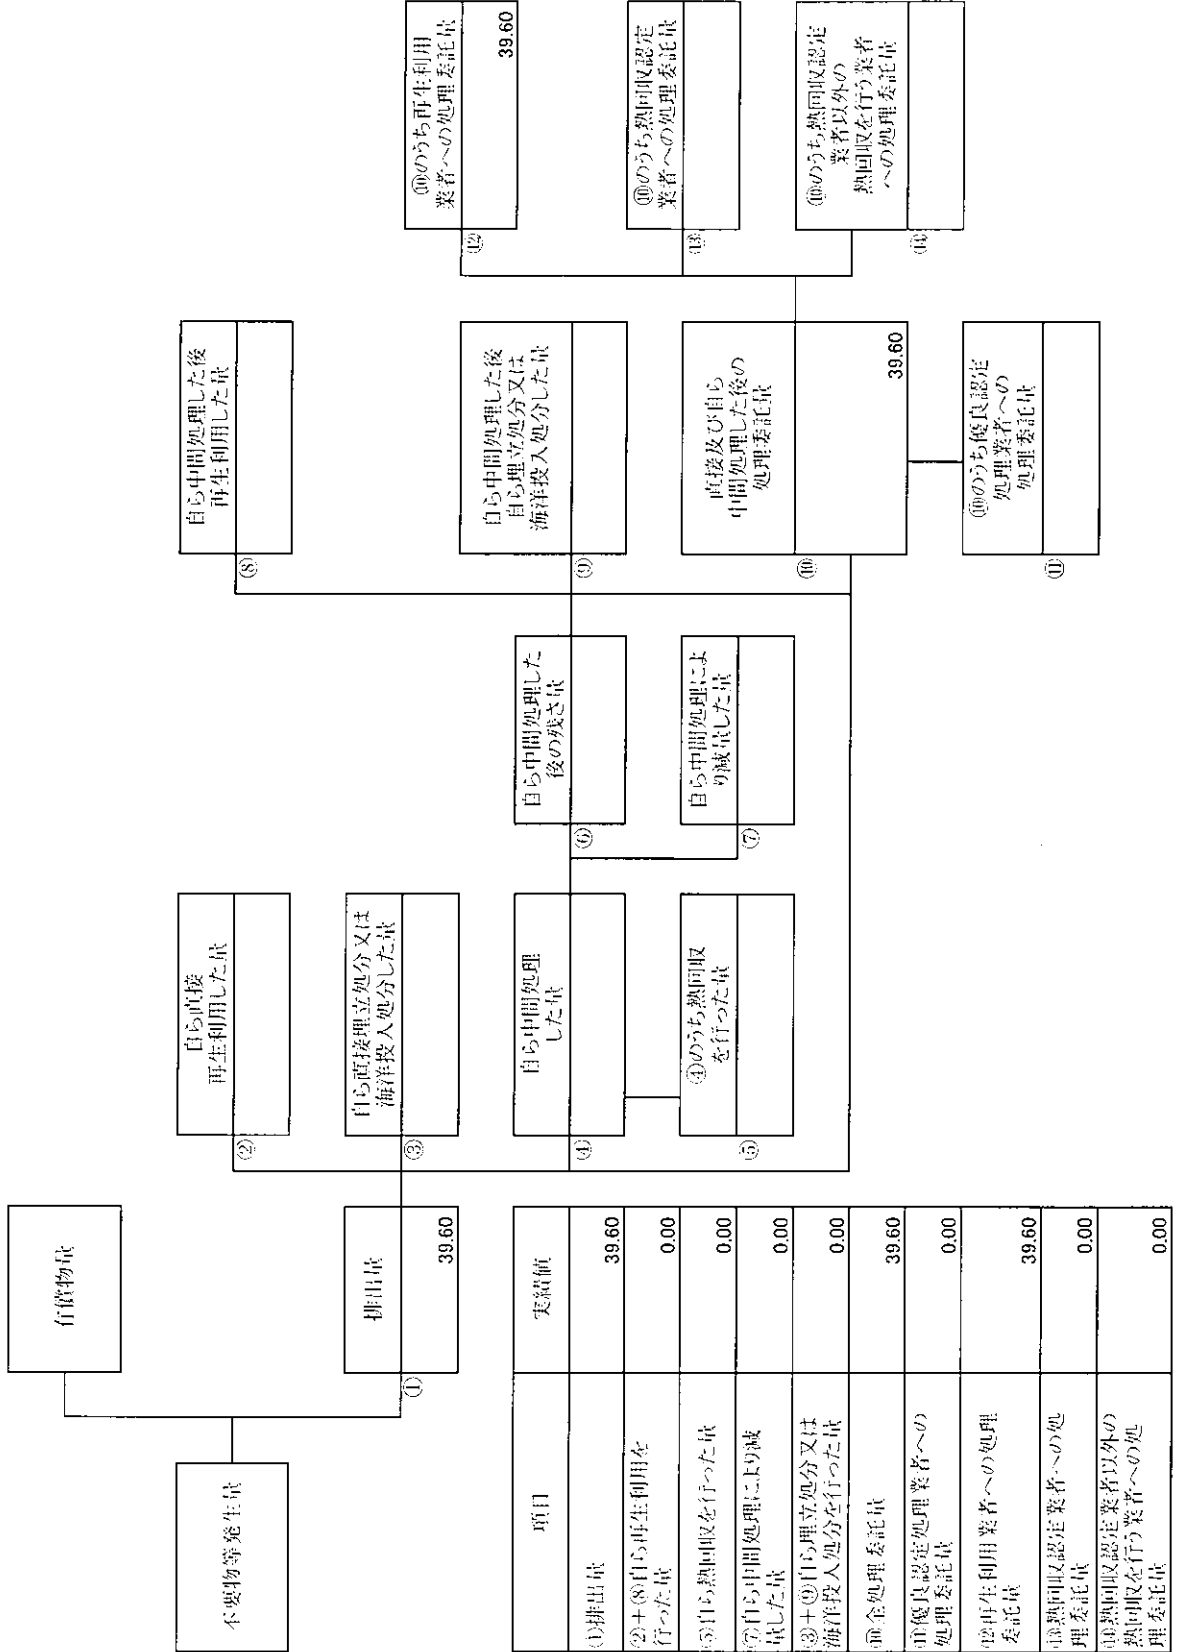 不要物等発生量
有償物量
①
排出量
39.60
②
自ら直接
再生利用した量
③
自ら直接埋立処分又は
海洋投入処分した量
④
自ら中間処理
した量
⑤
④のうち熱回収
を行った量
⑥
自ら中間処理した
後の残さ量
⑦
自ら中間処理によ
り減量した量
⑧
自ら中間処理した後
再生利用した量
⑨
自ら中間処理した後
自ら埋立処分又は
海洋投入処分した量
⑩
直接及び自ら
中間処理した後の
処理委託量
39.60
⑪
⑩のうち優良認定
処理業者への
処理委託量
⑫
⑩のうち再生利用
業者への処理委託量
39.60
⑬
⑩のうち熱回収認定
業者への処理委託量
⑭
⑩のうち熱回収認定
業者以外の
熱回収を行う業者
への処理委託量
項目
実績値
①排出量
39.60
②+⑧自ら再生利用を
行った量
0.00
⑤自ら熱回収を行った量
0.00
⑦自ら中間処理により減
量した量
0.00
③+⑨自ら埋立処分又は
海洋投入処分を行った量
0.00
⑩全処理委託量
39.60
⑪優良認定処理業者への
処理委託量
0.00
⑫再生利用業者への処理
委託量
39.60
⑬熱回収認定業者への処
理委託量
0.00
⑭熱回収認定業者以外の
熱回収を行う業者への処
理委託量
0.00